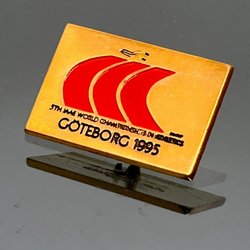 5TH IAAF WORLD CHAMPIONSHIPS IN ATHLETICS
GÖTEBORG 1995